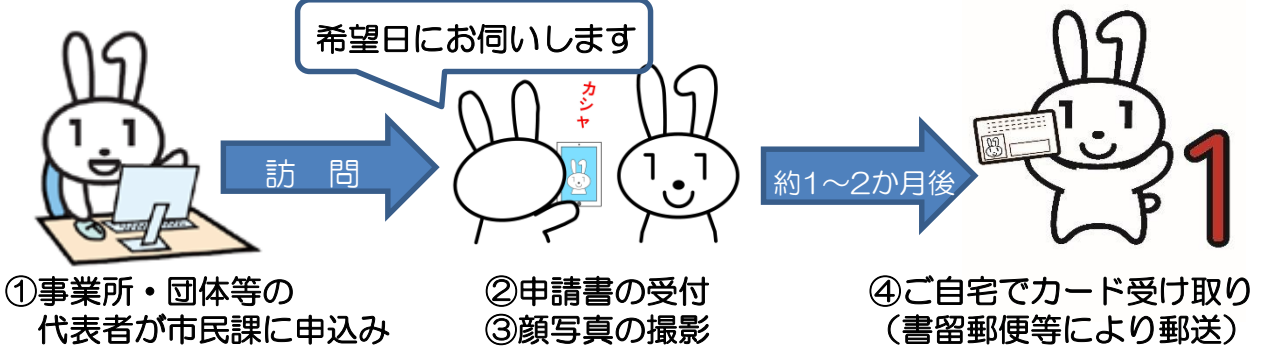 希望日にお伺いします
カシャ
訪 問
約1~2か月後
1
①事業所・団体等の
代表者が市民課に申込み
②申請書の受付
③顔写真の撮影
④ご自宅でカード受け取り
(書留郵便等により郵送)